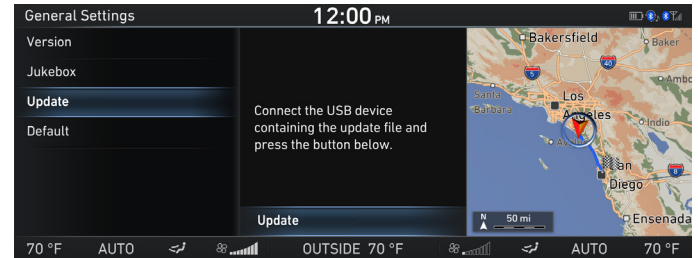 General Settings
12:00 PM
Version
Jukebox
Update
Default
Connect the USB device
containing the update file and
press the button below.
Update
Bakersfield
Baker
5
40
Santa
Barbara
Los
Angeles
Indio
San
Diego
8
Ensenada
N
50 mi
70 °F
AUTO
OUTSIDE 70 °F
AUTO
70 °F